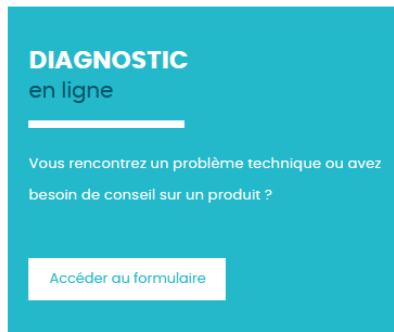 DIAGNOSTIC
en ligne
Vous rencontrez un problème technique ou avez
besoin de conseil sur un produit ?
Accéder au formulaire